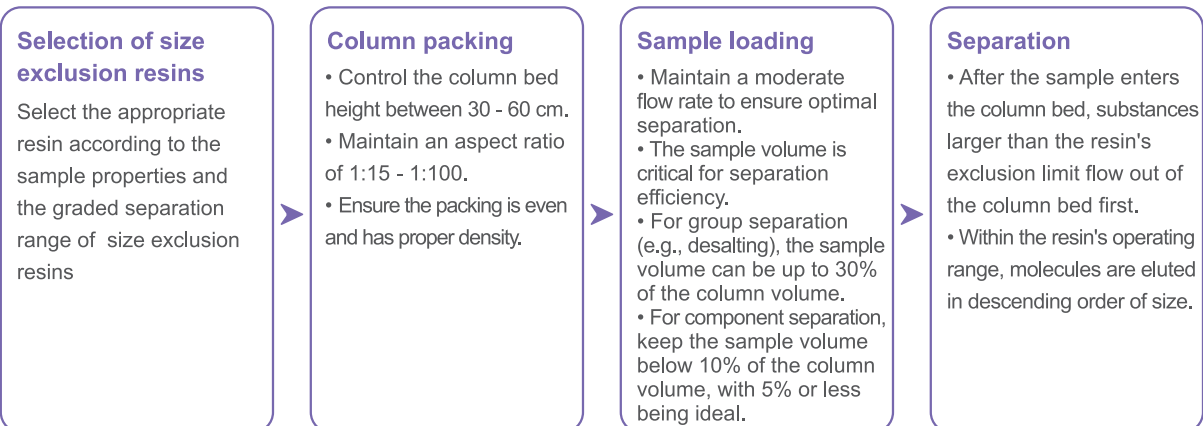 Selection of size
exclusion resins
Select the appropriate
resin according to the
sample properties and
the graded separation
range of size exclusion
resins
Column packing
• Control the column bed
height between 30 - 60 cm.
• Maintain an aspect ratio
of 1:15 - 1:100.
• Ensure the packing is even
and has proper density.
Sample loading
• Maintain a moderate
flow rate to ensure optimal
separation.
• The sample volume is
critical for separation
efficiency.
• For group separation
(e.g., desalting), the sample
volume can be up to 30%
of the column volume.
• For component separation,
keep the sample volume
below 10% of the column
volume, with 5% or less
being ideal.
Separation
• After the sample enters
the column bed, substances
larger than the resin's
exclusion limit flow out of
the column bed first.
• Within the resin's operating
range, molecules are eluted
in descending order of size.